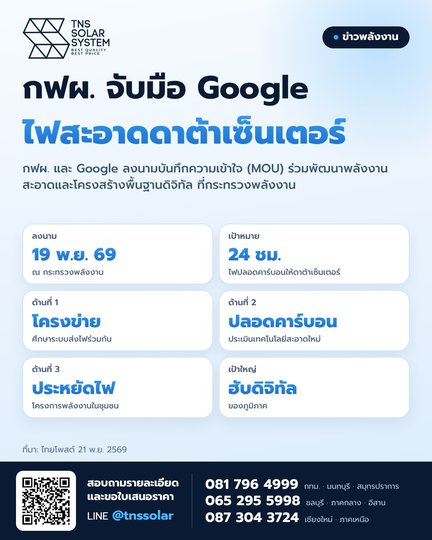 TNS
SOLAR
SYSTEM
BEST QUALITY
BEST PRICE
ข่าวพลังงาน
กฟผ. จับมือ Google
ไฟสะอาดดาต้าเซ็นเตอร์
กฟผ. และ Google ลงนามบันทึกความเข้าใจ (MOU) ร่วมพัฒนาพลังงาน
สะอาดและโครงสร้างพื้นฐานดิจิทัล ที่กระทรวงพลังงาน
ลงนาม
19 พ.ย. 69
ณ กระทรวงพลังงาน
เป้าหมาย
24 ชม.
ไฟปลอดคาร์บอนให้ดาต้าเซ็นเตอร์
ด้านที่ 1
โครงข่าย
ศึกษาระบบส่งไฟร่วมกัน
ด้านที่ 2
ปลอดคาร์บอน
ประเมินเทคโนโลยีสะอาดใหม่
ด้านที่ 3
ประหยัดไฟ
โครงการพลังงานในชุมชน
เป้าใหญ่
ฮับดิจิทัล
ของภูมิภาค
ที่มา: ไทยโพสต์ 21 พ.ย. 2569
สอบถามรายละเอียด
และขอใบเสนอราคา
LINE @tnssolar
081 796 4999 กทม. · นนทบุรี · สมุทรปราการ
065 295 5998 ชลบุรี · ภาคกลาง · อีสาน
087 304 3724 เชียงใหม่ · ภาคเหนือ